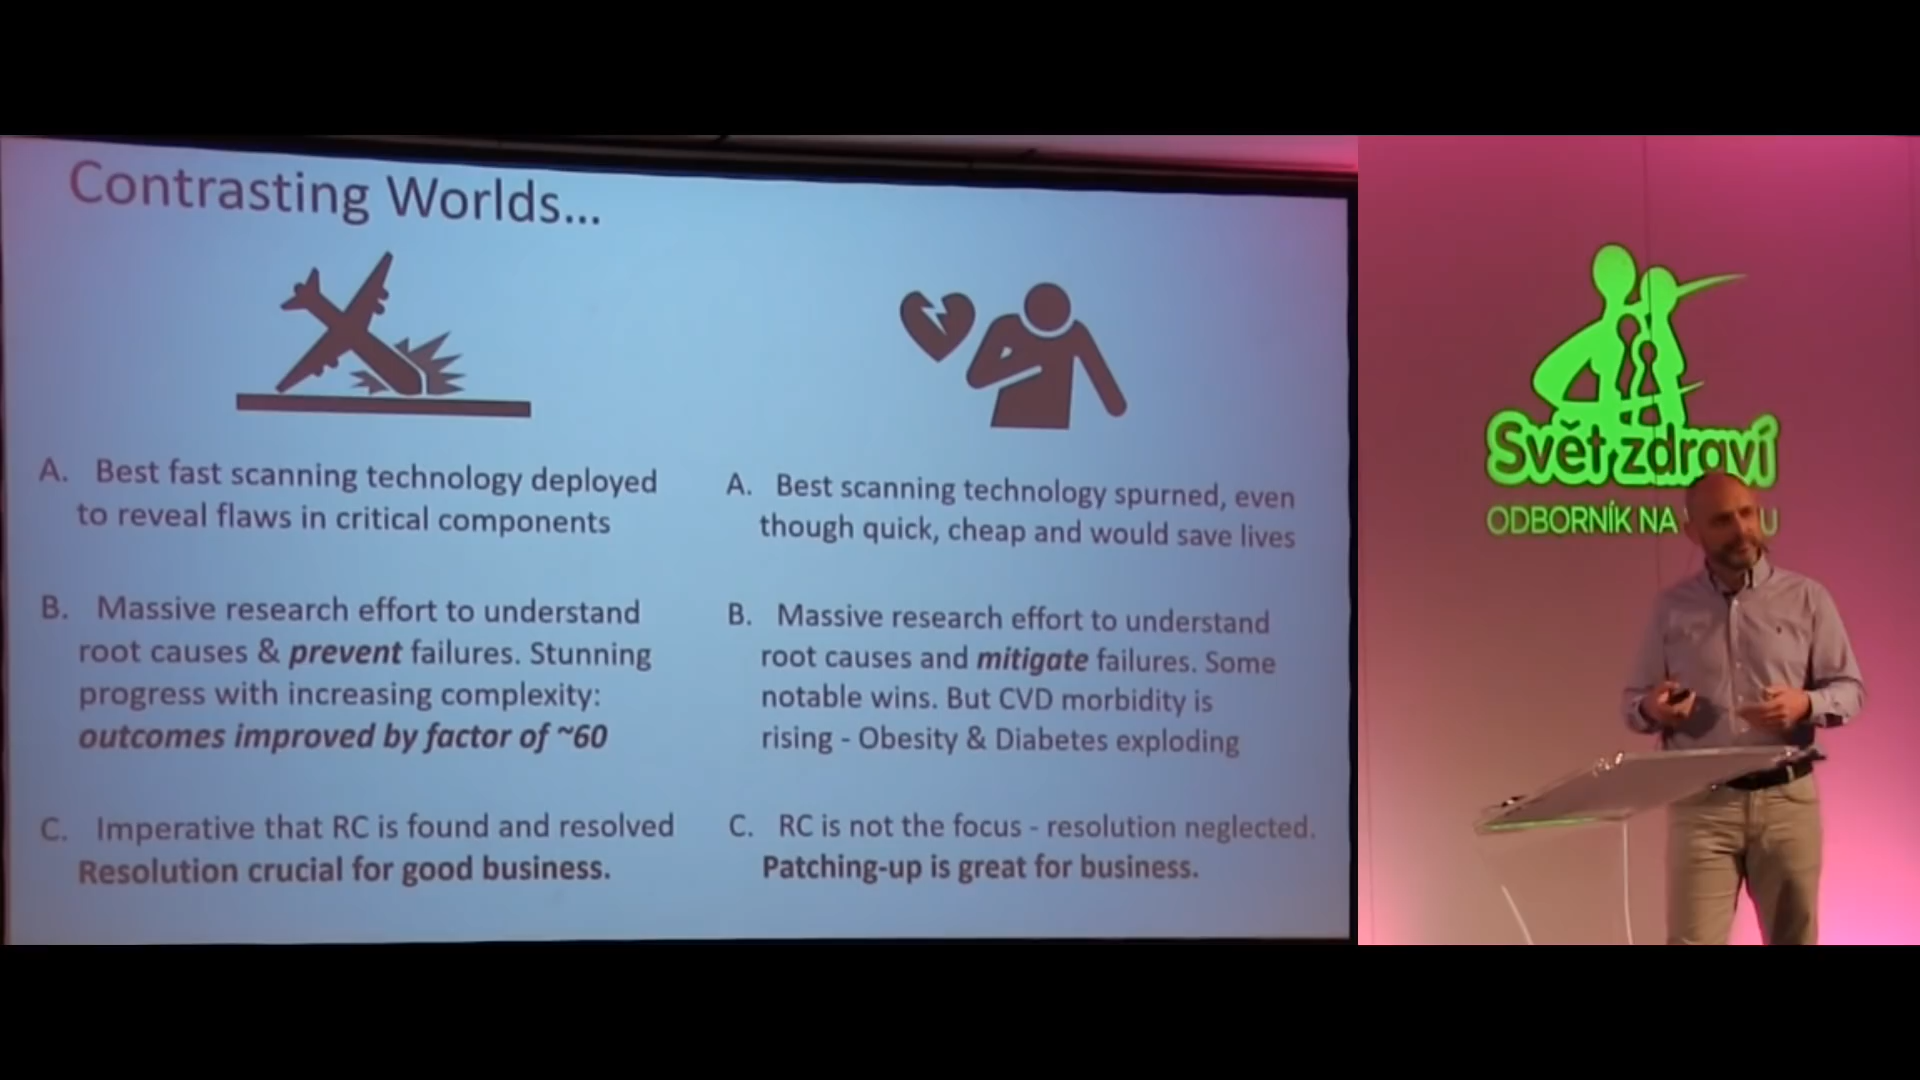 Contrasting Worlds...
A. Best fast scanning technology deployed
to reveal flaws in critical components
B. Massive research effort to understand
root causes & prevent failures. Stunning
progress with increasing complexity:
outcomes improved by factor of ~60
C. Imperative that RC is found and resolved
Resolution crucial for good business.
A. Best scanning technology spurned, even
though quick, cheap and would save lives
B. Massive research effort to understand
root causes and mitigate failures. Some
notable wins. But CVD morbidity is
rising - Obesity & Diabetes exploding
C. RC is not the focus - resolution neglected.
Patching-up is great for business.
Svět zdraví
ODBORNÍK NA